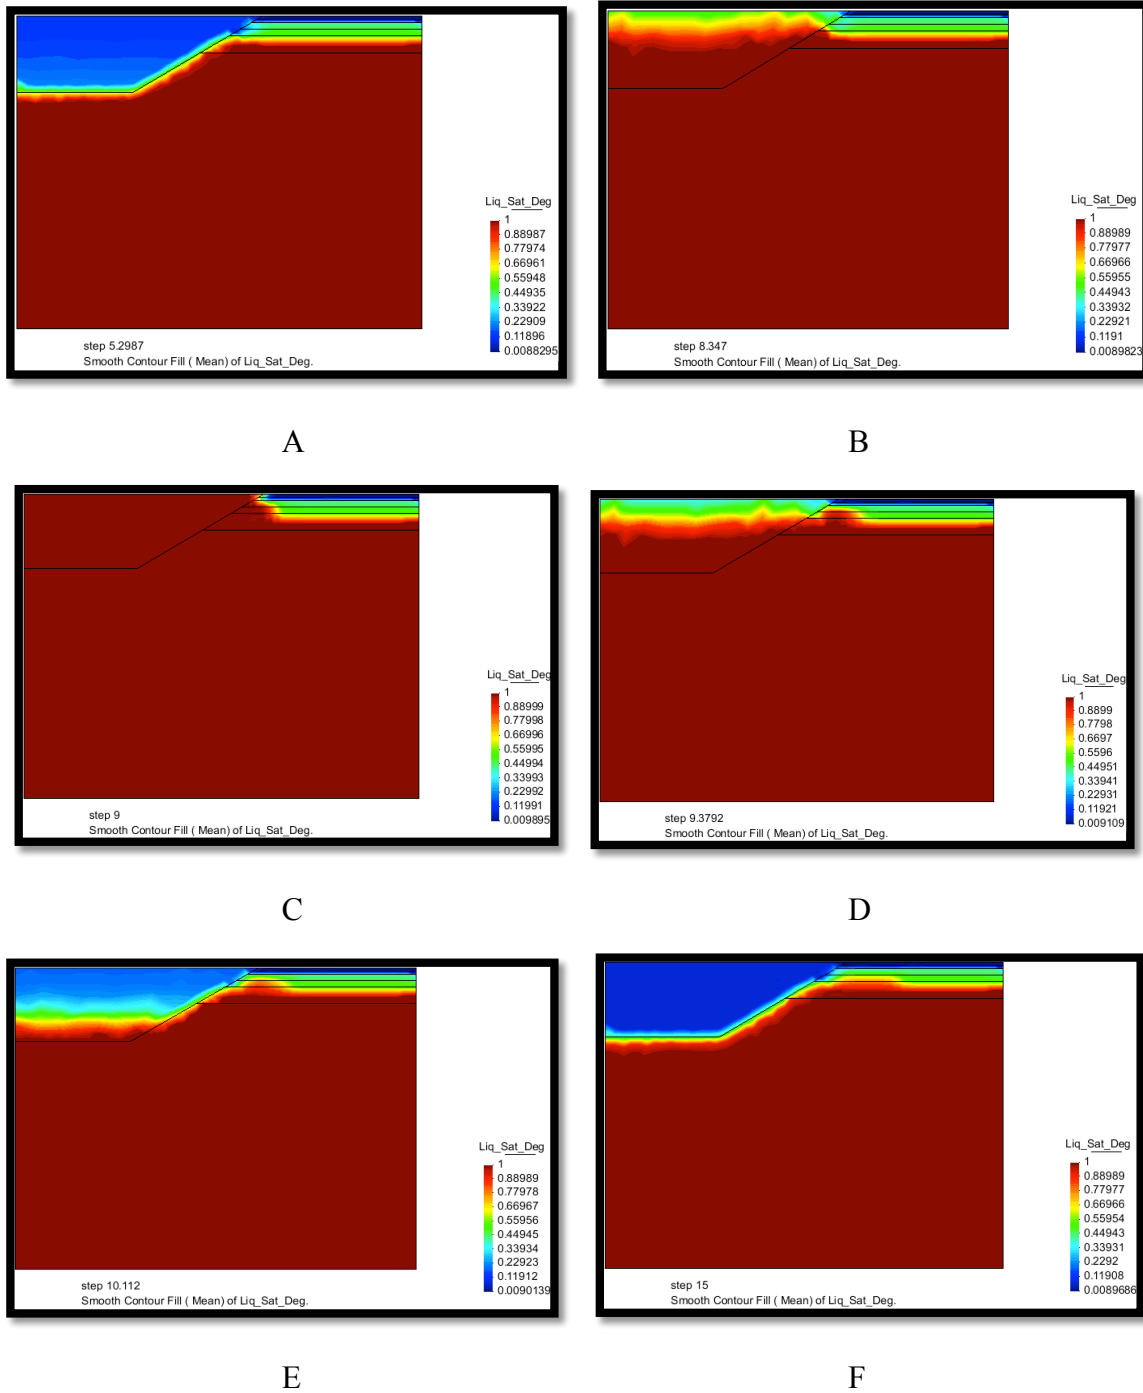 Liq_Sat_Deg
1
0.88987
0.77974
0.66961
0.55948
0.44935
0.33922
0.22909
0.11896
0.0088295
step 5.2987
Smooth Contour Fill ( Mean) of Liq_Sat_Deg.
A
Liq_Sat_Deg
1
0.88989
0.77977
0.66966
0.55955
0.44943
0.33932
0.22921
0.1191
0.0089823
step 8.347
Smooth Contour Fill ( Mean) of Liq_Sat_Deg.
B
Liq_Sat_Deg
1
0.88999
0.77998
0.66996
0.55995
0.44994
0.33993
0.22992
0.11991
0.009895
step 9
Smooth Contour Fill ( Mean) of Liq_Sat_Deg.
C
Liq_Sat_Deg
1
0.8899
0.7798
0.6697
0.5596
0.44951
0.33941
0.22931
0.11921
0.009109
step 9.3792
Smooth Contour Fill ( Mean) of Liq_Sat_Deg.
D
Liq_Sat_Deg
1
0.88989
0.77978
0.66967
0.55956
0.44945
0.33934
0.22923
0.11912
0.0090139
step 10.112
Smooth Contour Fill ( Mean) of Liq_Sat_Deg.
E
Liq_Sat_Deg
1
0.88989
0.77977
0.66966
0.55954
0.44943
0.33931
0.2292
0.11908
0.0089686
step 15
Smooth Contour Fill ( Mean) of Liq_Sat_Deg.
F